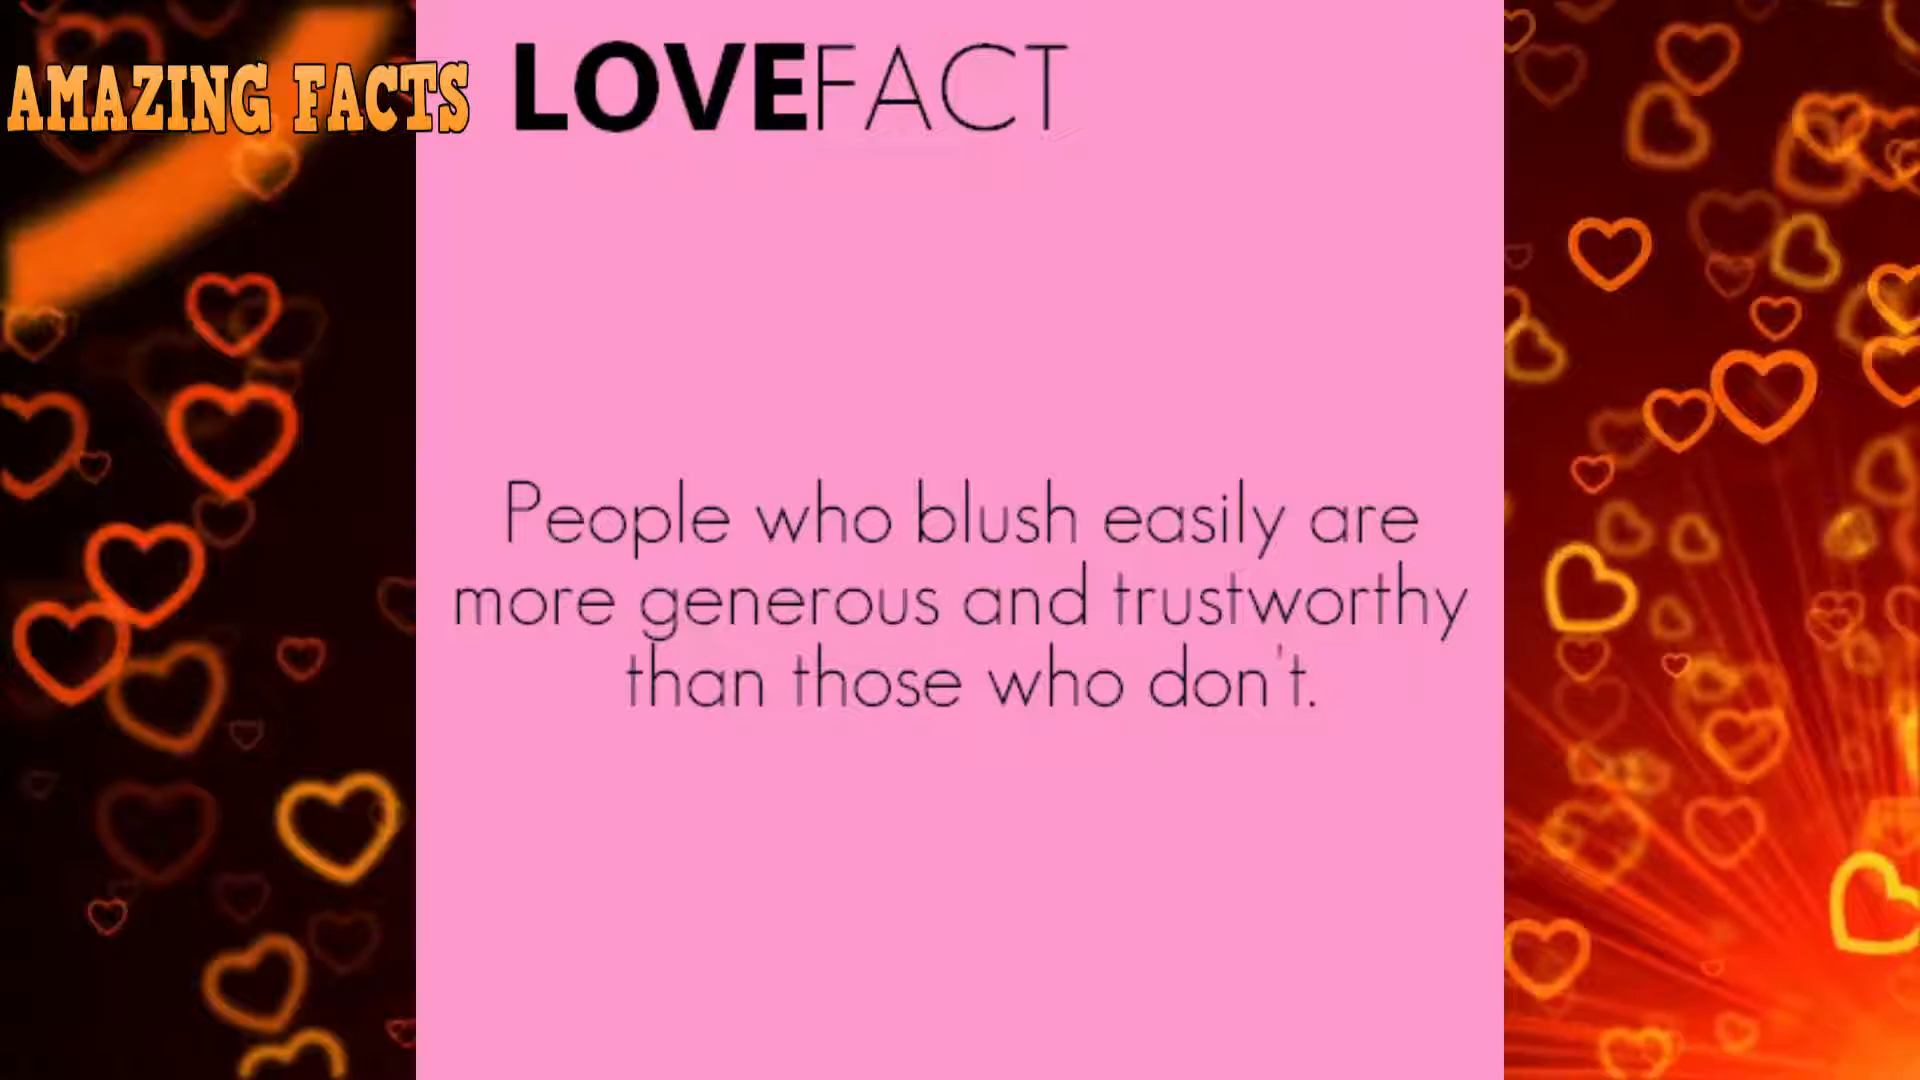 AMAZING FACTS
LOVEFACT
People who blush easily are
more generous and trustworthy
than those who don't.